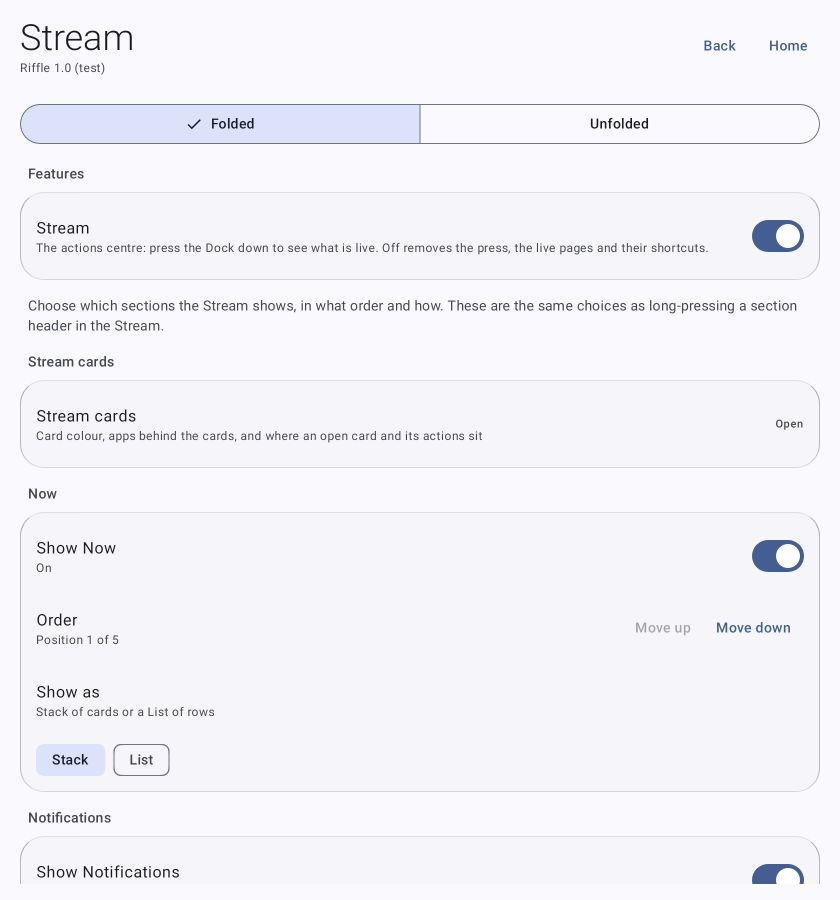 Stream
Riffle 1.0 (test)
Back
Home
Folded
Unfolded
Features
Stream
The actions centre: press the Dock down to see what is live. Off removes the press, the live pages and their shortcuts.
Choose which sections the Stream shows, in what order and how. These are the same choices as long-pressing a section
header in the Stream.
Stream cards
Stream cards
Card colour, apps behind the cards, and where an open card and its actions sit
Open
Now
Show Now
On
Order
Position 1 of 5
Move up
Move down
Show as
Stack of cards or a List of rows
Stack
List
Notifications
Show Notifications